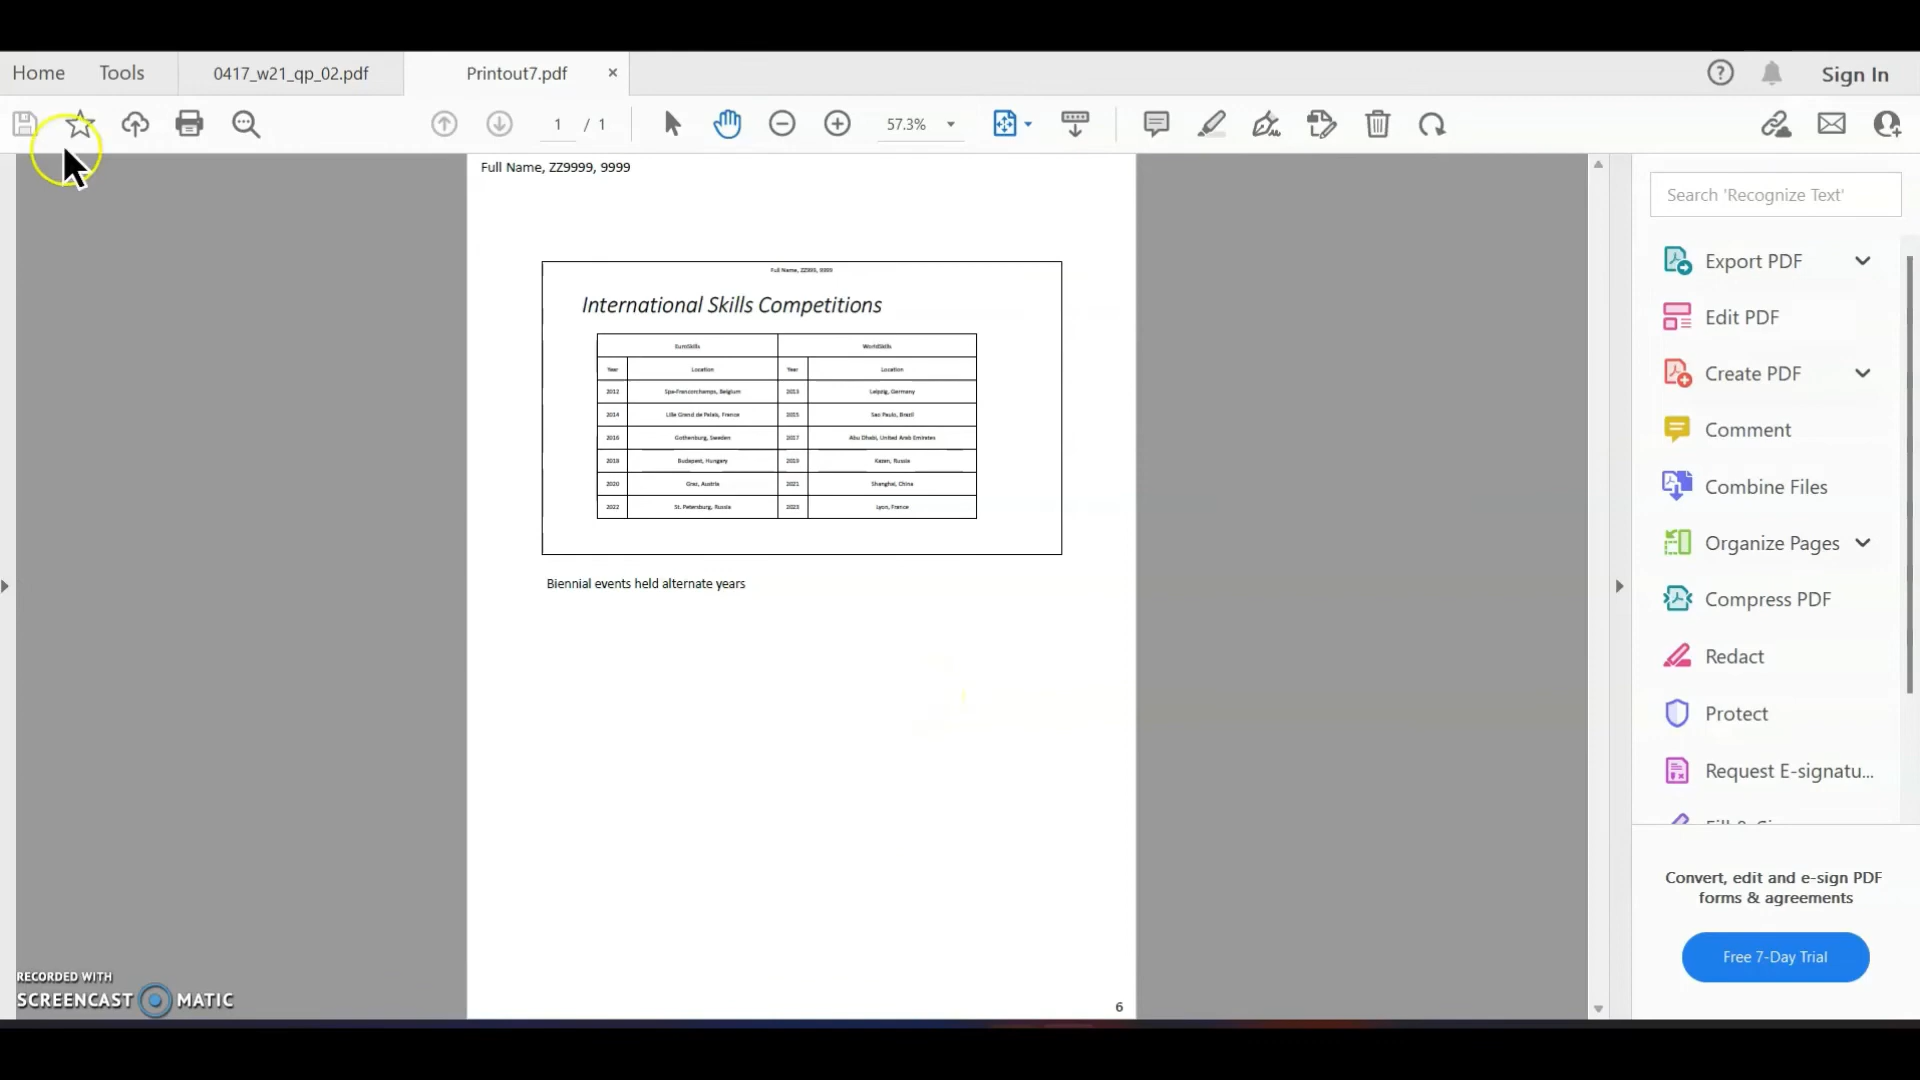 Home Tools 0417_w21_qp_02.pdf Printout7.pdf × Sign In
1 / 1 57.3%
Full Name, ZZ9999, 9999
Search 'Recognize Text'
Full Name, ZZ999, 9999
International Skills Competitions
EuroSkills WorldSkills
Year Location Year Location
2012 Spa-Francorchamps, Belgium 2013 Leipzig, Germany
2014 Lille Grand de Palais, France 2015 Sao Paulo, Brazil
2016 Gothenburg, Sweden 2017 Abu Dhabi, United Arab Emirates
Budapest, Hungary 2019 Kazan, Russia
2020 Graz, Austria 2021 Shanghai, China
2022 St. Petersburg, Russia 2023 Lyon, France
Biennial events held alternate years
6
Export PDF
Edit PDF
Create PDF
Comment
Combine Files
Organize Pages
Compress PDF
Redact
Protect
Request E-signatu...
Convert, edit and e-sign PDF
forms & agreements
Free 7-Day Trial
RECORDED WITH
SCREENCAST MATIC